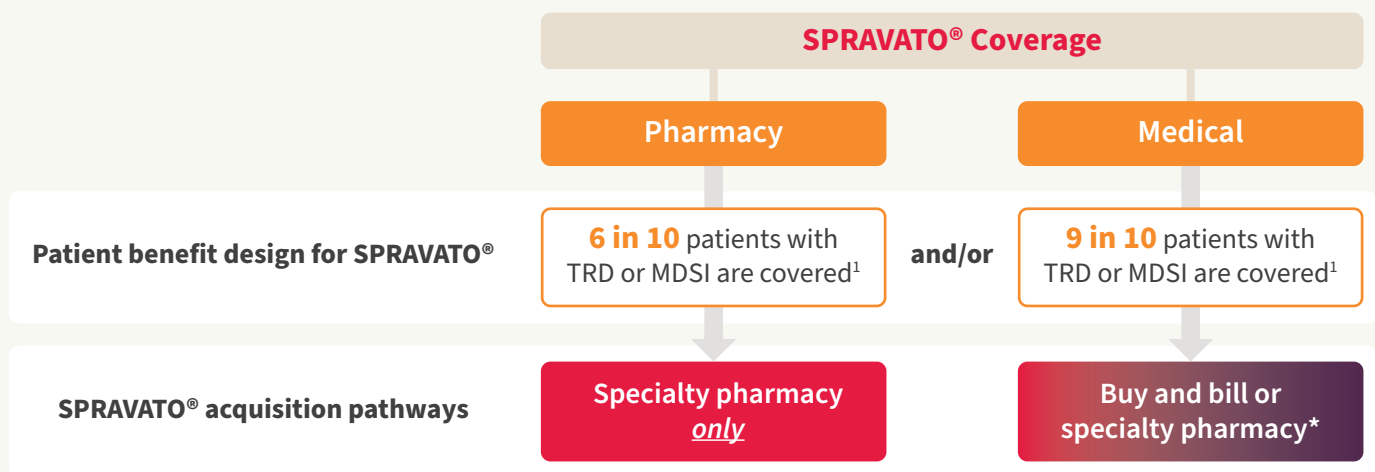 SPRAVATO® Coverage
Pharmacy
Medical
Patient benefit design for SPRAVATO®
6 in 10 patients with
TRD or MDSI are covered¹
and/or
9 in 10 patients with
TRD or MDSI are covered¹
SPRAVATO® acquisition pathways
Specialty pharmacy
only
Buy and bill or
specialty pharmacy*